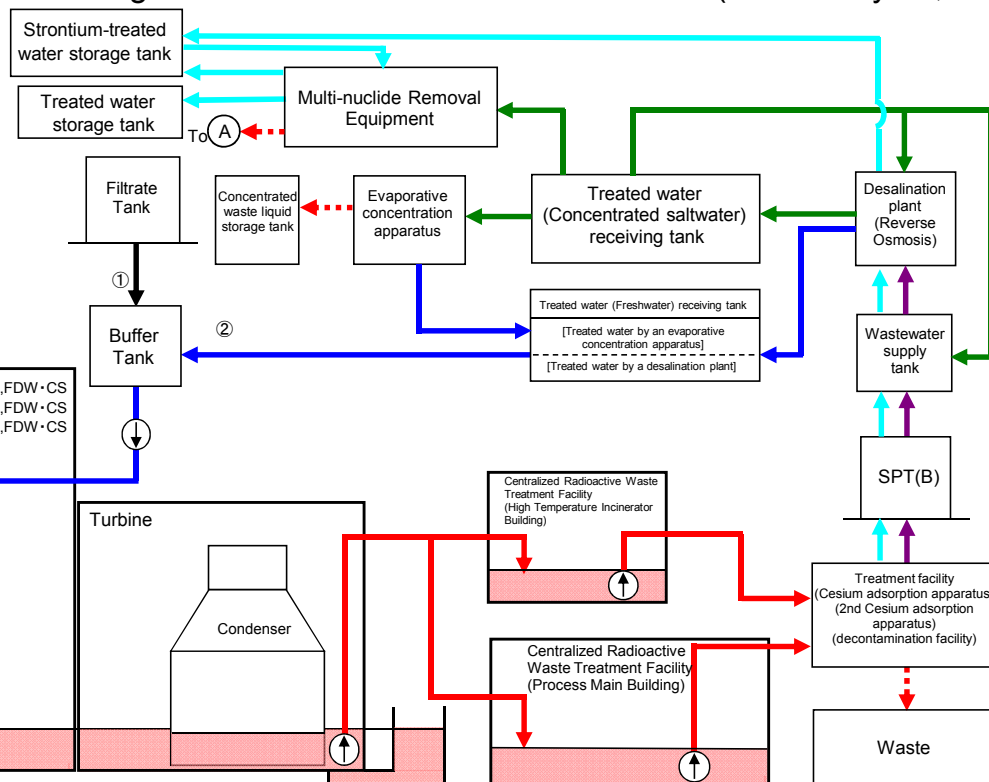 Strontium-treated
water storage tank
Treated water
storage tank
To
A
Multi-nuclide Removal
Equipment
Filtrate
Tank
Concentrated
waste liquid
storage tank
Evaporative
concentration
apparatus
Treated water
(Concentrated saltwater)
receiving tank
Desalination
plant
(Reverse
Osmosis)
①
②
Buffer
Tank
Treated water (Freshwater) receiving tank
[Treated water by an evaporative
concentration apparatus]
[Treated water by a desalination plant]
Wastewater
supply
tank
,FDW・CS
,FDW・CS
,FDW・CS
SPT(B)
Turbine
Condenser
Centralized Radioactive Waste
Treatment Facility
(High Temperature Incinerator
Building)
Centralized Radioactive
Waste Treatment Facility
(Process Main Building)
Treatment facility
(Cesium adsorption apparatus
(2nd Cesium adsorption
apparatus)
(decontamination facility)
Waste